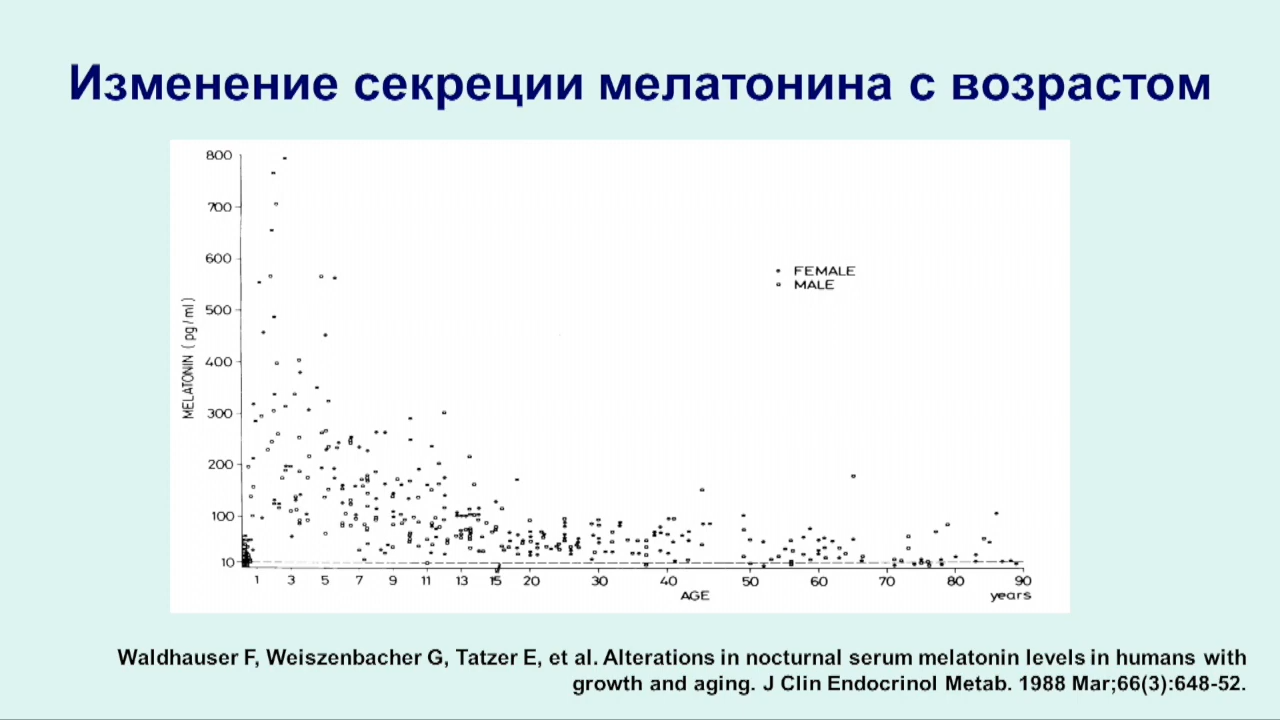 Изменение секреции мелатонина с возрастом
800
700
600
500
400
300
200
100
10
MELATONIN ( pg / ml )
FEMALE
MALE
1 3 5 7 9 11 13 15 20 30 40 50 60 70 80 90
AGE
years
Waldhauser F, Weiszenbacher G, Tatzer E, et al. Alterations in nocturnal serum melatonin levels in humans with
growth and aging. J Clin Endocrinol Metab. 1988 Mar;66(3):648-52.